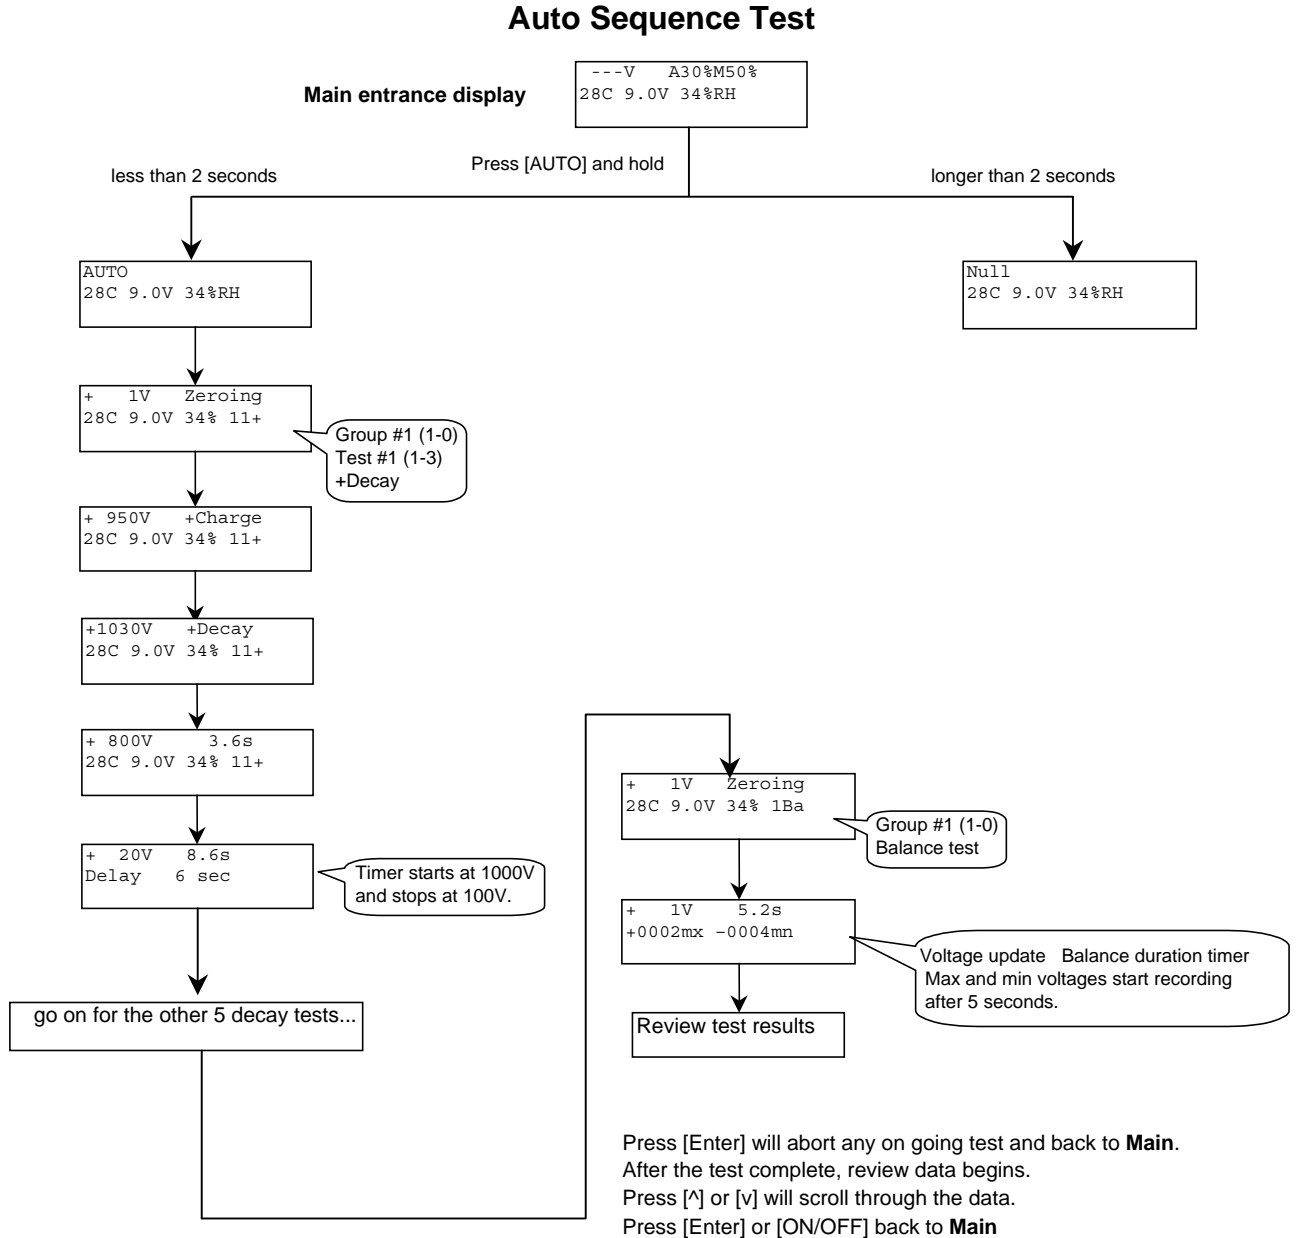 Auto Sequence Test
---V   A30%M50%
28C 9.0V 34%RH
Main entrance display
Press [AUTO] and hold
less than 2 seconds
longer than 2 seconds
AUTO
28C 9.0V 34%RH
Null
28C 9.0V 34%RH
+   1V   Zeroing
28C 9.0V 34% 11+
Group #1 (1-0)
Test #1 (1-3)
+Decay
+ 950V   +Charge
28C 9.0V 34% 11+
+1030V   +Decay
28C 9.0V 34% 11+
+ 800V     3.6s
28C 9.0V 34% 11+
+  20V   8.6s
Delay   6 sec
Timer starts at 1000V
and stops at 100V.
go on for the other 5 decay tests...
+   1V   Zeroing
28C 9.0V 34% 1Ba
Group #1 (1-0)
Balance test
+   1V    5.2s
+0002mx −0004mn
Voltage update   Balance duration timer
Max and min voltages start recording
after 5 seconds.
Review test results
Press [Enter] will abort any on going test and back to Main.
After the test complete, review data begins.
Press [^] or [v] will scroll through the data.
Press [Enter] or [ON/OFF] back to Main